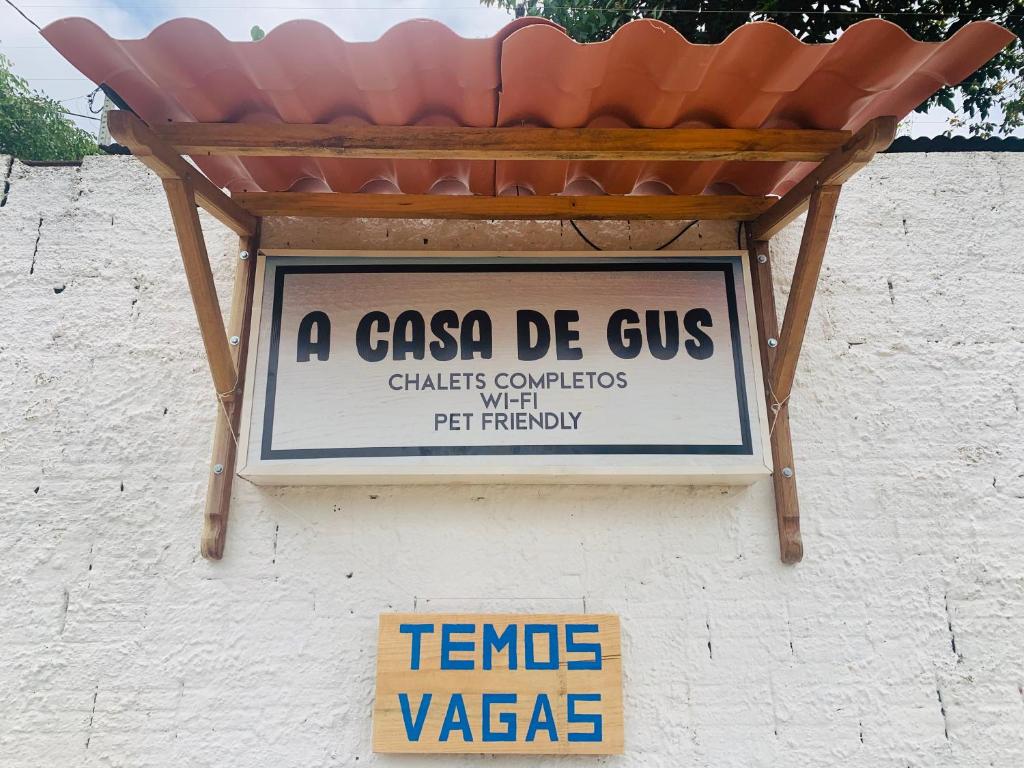 A CASA DE GUS
CHALETS COMPLETOS
WI-FI
PET FRIENDLY
TEMOS
VAGAS